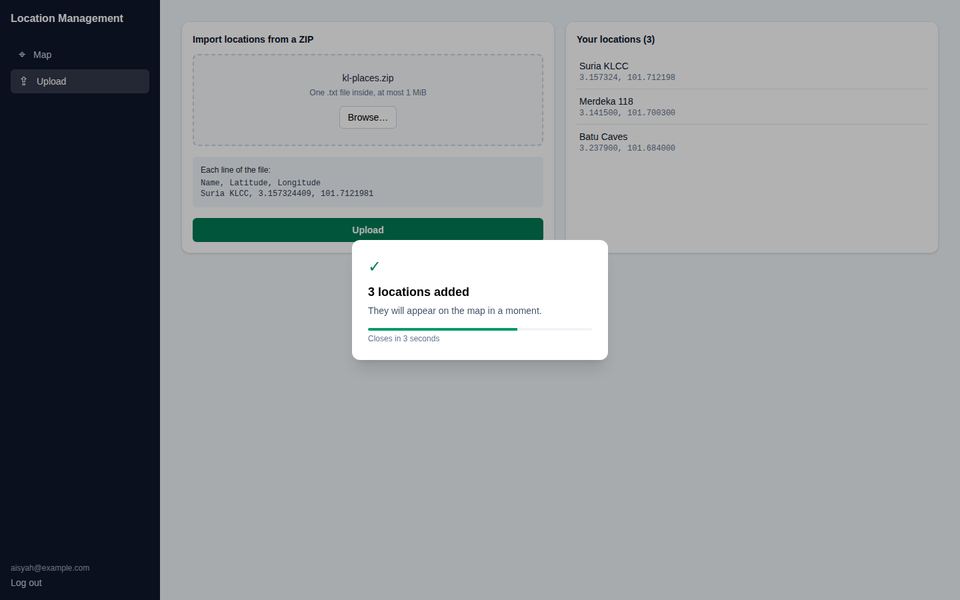 Location Management
Map
Upload
aisyah@example.com
Log out
Import locations from a ZIP
kl-places.zip
One .txt file inside, at most 1 MiB
Browse…
Each line of the file:
Name, Latitude, Longitude
Suria KLCC, 3.157324409, 101.7121981
Upload
Your locations (3)
Suria KLCC
3.157324, 101.712198
Merdeka 118
3.141500, 101.700300
Batu Caves
3.237900, 101.684000
3 locations added
They will appear on the map in a moment.
Closes in 3 seconds